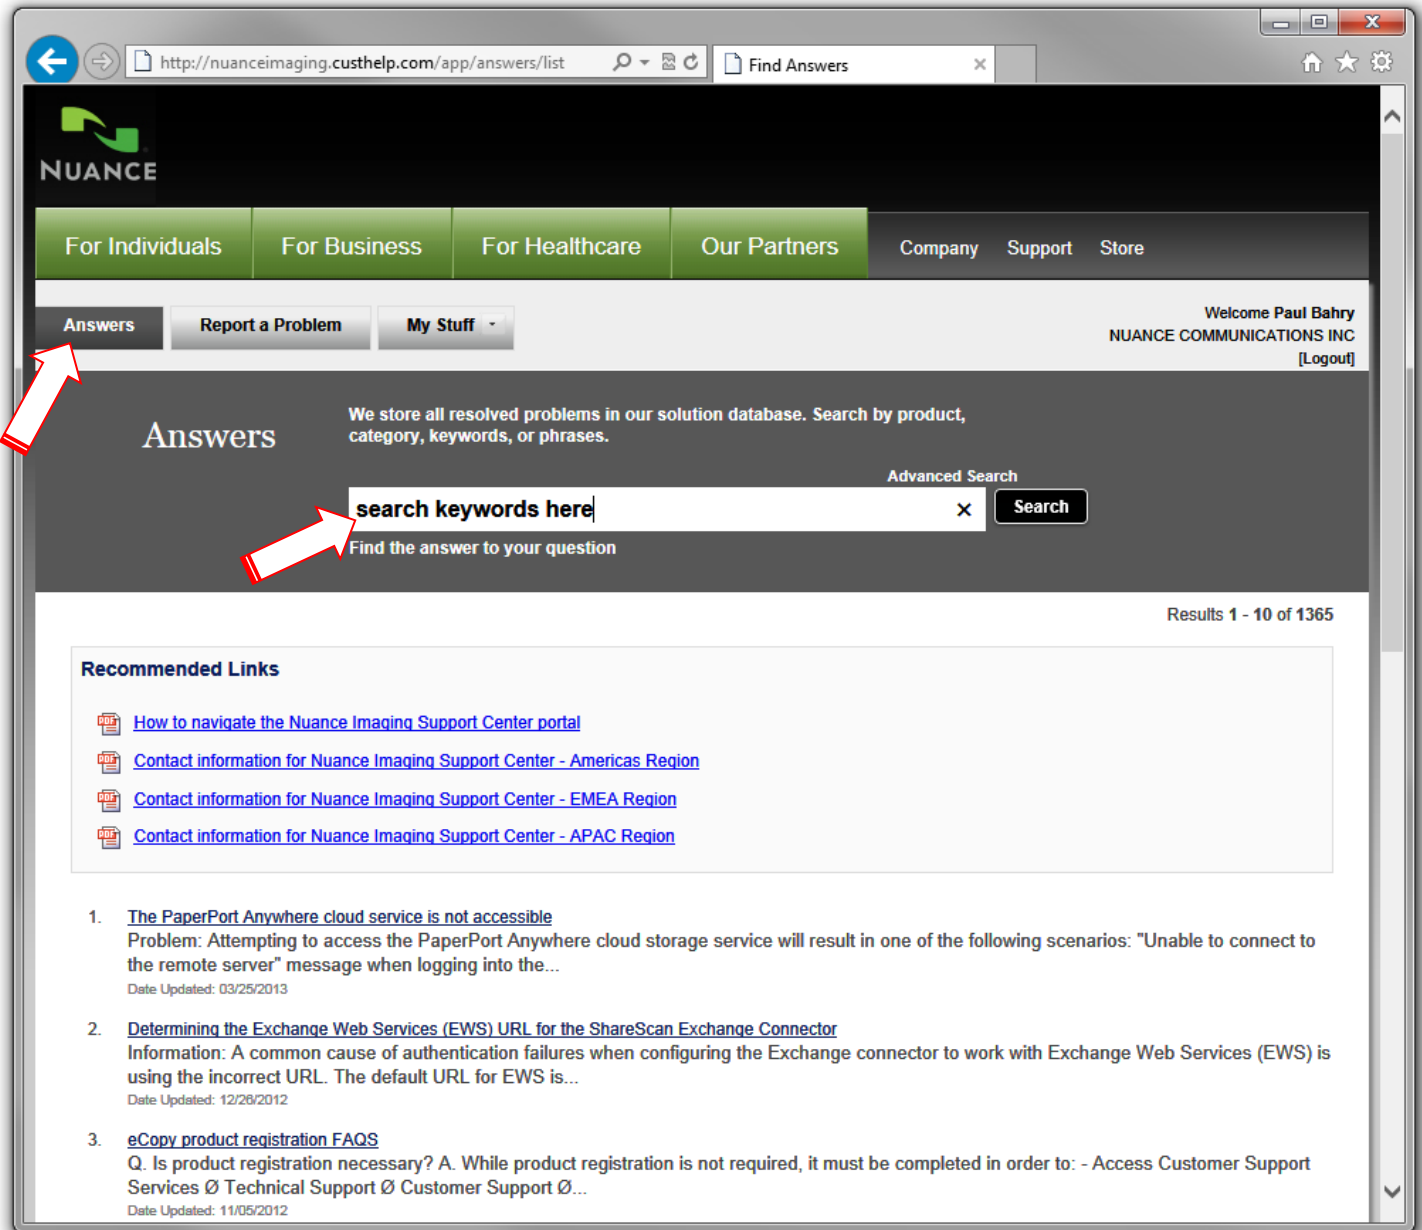 http://nuanceimaging.custhelp.com/app/answers/list
Find Answers
NUANCE
For Individuals
For Business
For Healthcare
Our Partners
Company
Support
Store
Answers
Report a Problem
My Stuff
Welcome Paul Bahry
NUANCE COMMUNICATIONS INC
[Logout]
Answers
We store all resolved problems in our solution database. Search by product,
category, keywords, or phrases.
Advanced Search
search keywords here
Search
Find the answer to your question
Results 1 - 10 of 1365
Recommended Links
How to navigate the Nuance Imaging Support Center portal
Contact information for Nuance Imaging Support Center - Americas Region
Contact information for Nuance Imaging Support Center - EMEA Region
Contact information for Nuance Imaging Support Center - APAC Region
1. The PaperPort Anywhere cloud service is not accessible
Problem: Attempting to access the PaperPort Anywhere cloud storage service will result in one of the following scenarios: "Unable to connect to
the remote server" message when logging into the...
Date Updated: 03/25/2013
2. Determining the Exchange Web Services (EWS) URL for the ShareScan Exchange Connector
Information: A common cause of authentication failures when configuring the Exchange connector to work with Exchange Web Services (EWS) is
using the incorrect URL. The default URL for EWS is...
Date Updated: 12/26/2012
3. eCopy product registration FAQS
Q. Is product registration necessary? A. While product registration is not required, it must be completed in order to: - Access Customer Support
Services Ø Technical Support Ø Customer Support Ø...
Date Updated: 11/05/2012